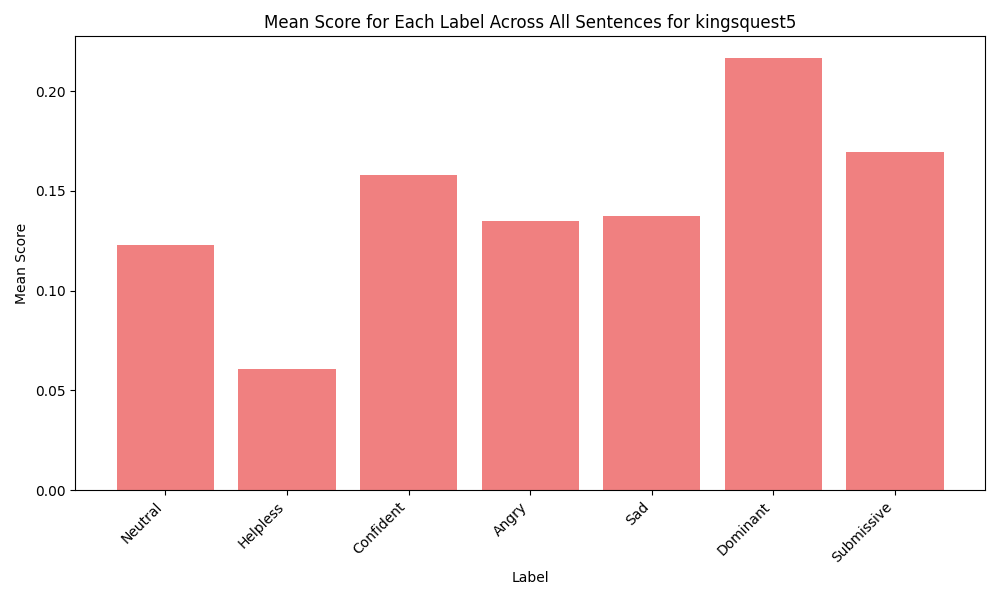 Mean Score for Each Label Across All Sentences for kingsquest5
Mean Score
0.20
0.15
0.10
0.05
0.00
Neutral
Helpless
Confident
Angry
Sad
Dominant
Submissive
Label